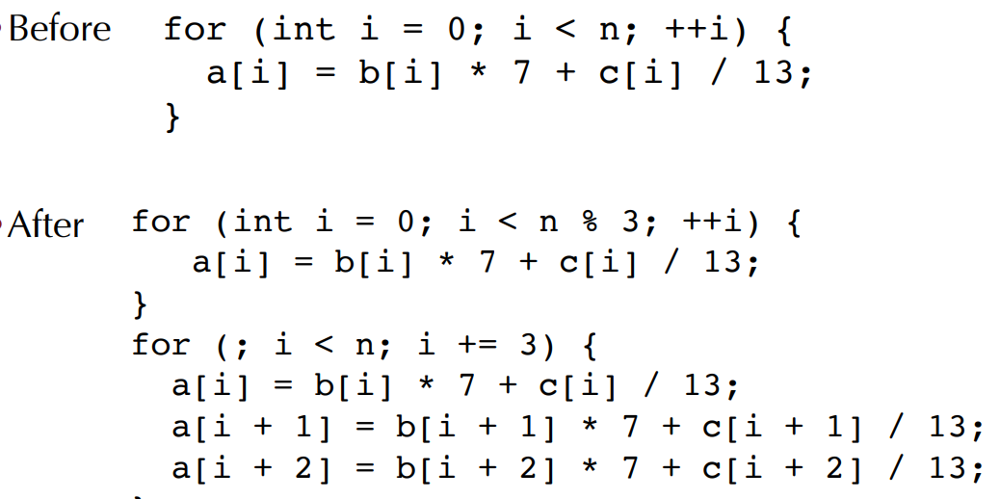 Before for (int i = 0; i < n; ++i) {
a[i] = b[i] * 7 + c[i] / 13;
}
After for (int i = 0; i < n % 3; ++i) {
a[i] = b[i] * 7 + c[i] / 13;
}
for (; i < n; i += 3) {
a[i] = b[i] * 7 + c[i] / 13;
a[i + 1] = b[i + 1] * 7 + c[i + 1] / 13;
a[i + 2] = b[i + 2] * 7 + c[i + 2] / 13;